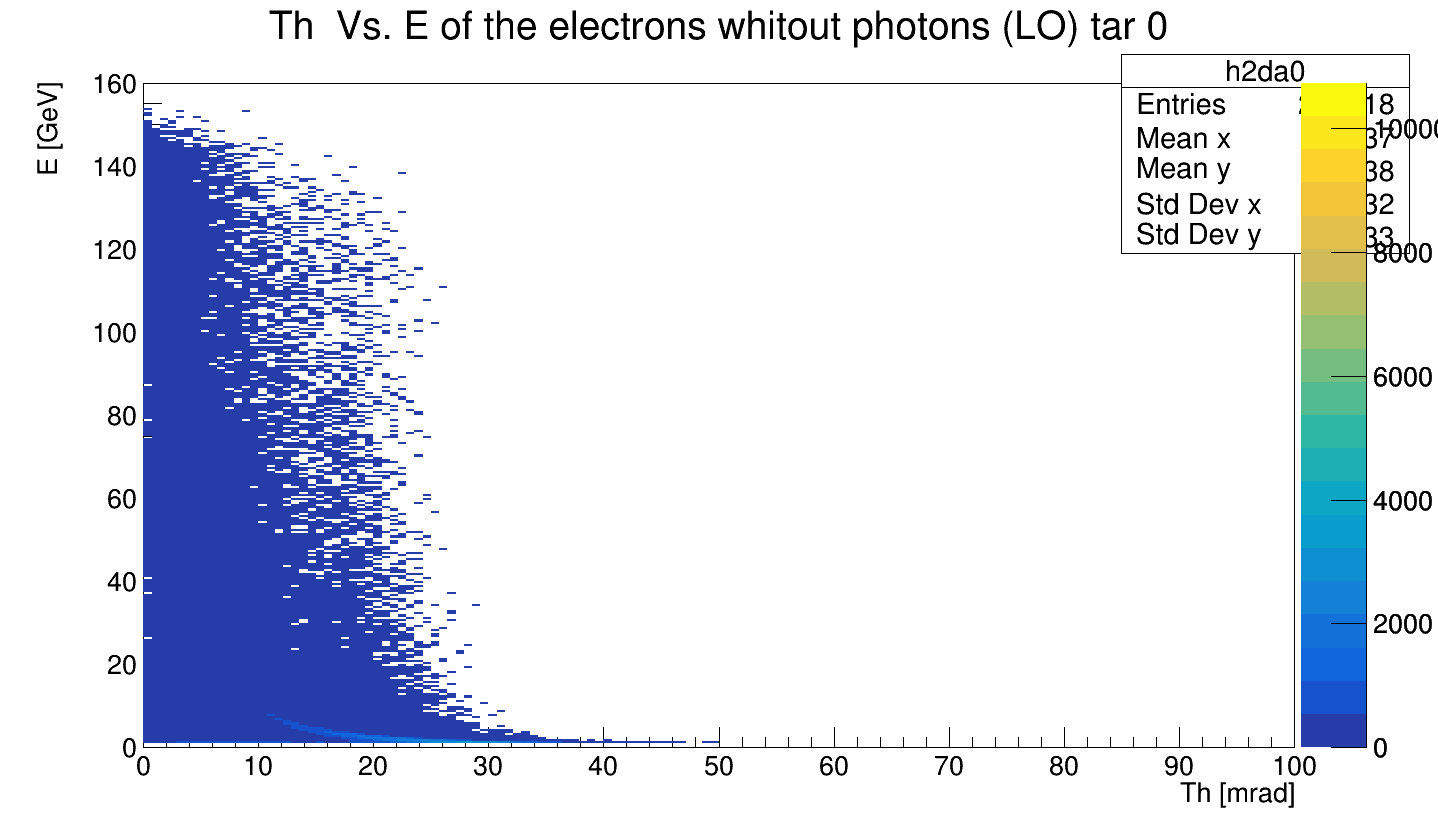 Th Vs. E of the electrons whitout photons (LO) tar 0
h2da0
Entries 18
Mean x 37
Mean y 38
Std Dev x 32
Std Dev y 33
E [GeV]
160
140
120
100
80
60
40
20
0
0 10 20 30 40 50 60 70 80 90 100
Th [mrad]
10000
8000
6000
4000
2000
0